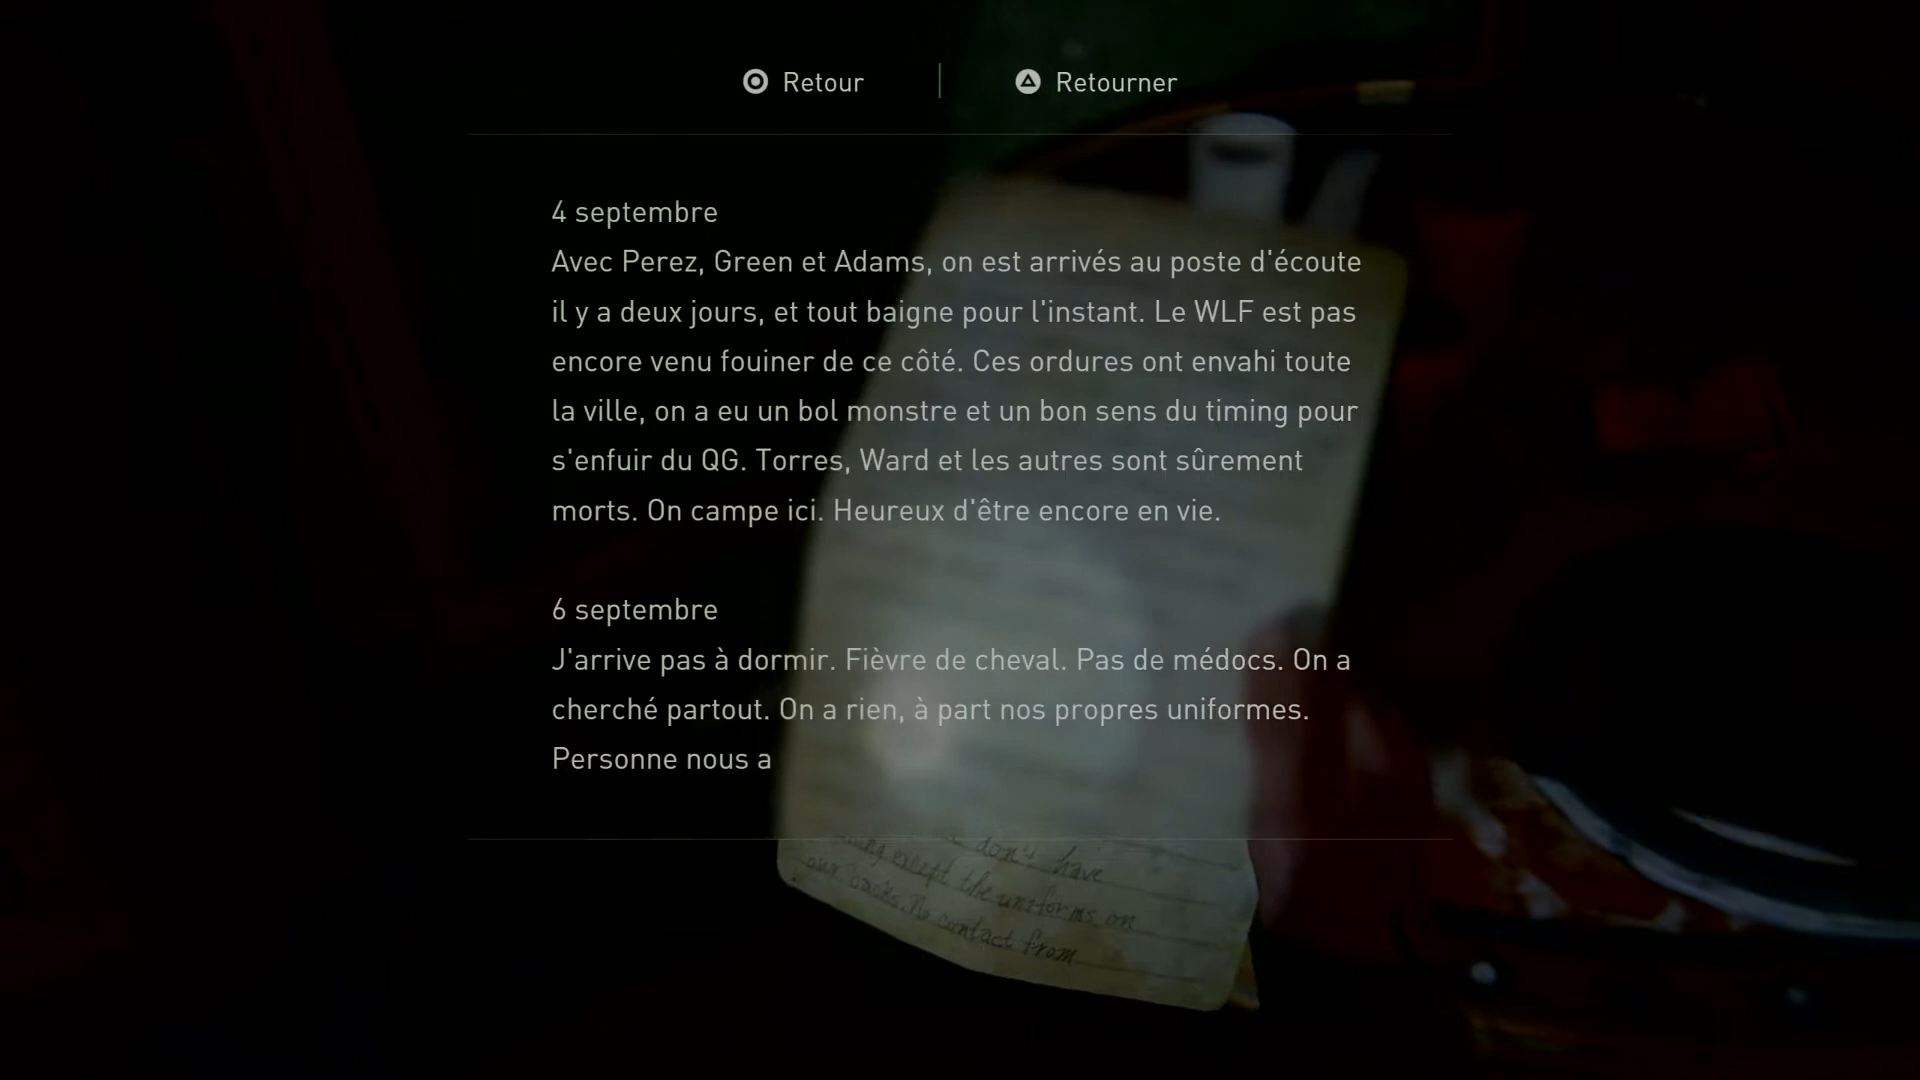 Retour
Retourner
4 septembre
Avec Perez, Green et Adams, on est arrivés au poste d'écoute
il y a deux jours, et tout baigne pour l'instant. Le WLF est pas
encore venu fouiner de ce côté. Ces ordures ont envahi toute
la ville, on a eu un bol monstre et un bon sens du timing pour
s'enfuir du QG. Torres, Ward et les autres sont sûrement
morts. On campe ici. Heureux d'être encore en vie.
6 septembre
J'arrive pas à dormir. Fièvre de cheval. Pas de médocs. On a
cherché partout. On a rien, à part nos propres uniformes.
Personne nous a
don't have
except the uniforms on
our backs. No contact from